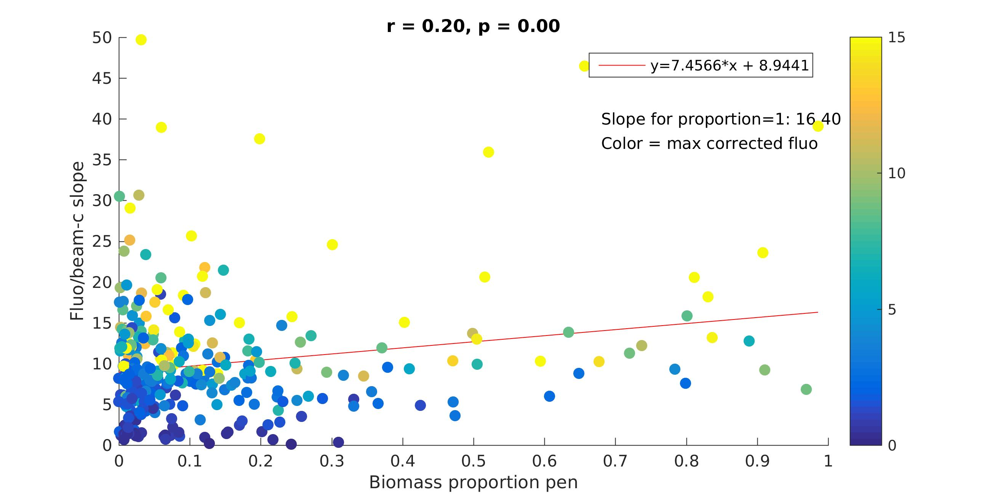 r = 0.20, p = 0.00
50
45
40
35
30
25
20
15
10
5
0
Fluo/beam-c slope
y=7.4566*x + 8.9441
Slope for proportion=1: 16.40
Color = max corrected fluo
15
10
5
0
0 0.1 0.2 0.3 0.4 0.5 0.6 0.7 0.8 0.9 1
Biomass proportion pen